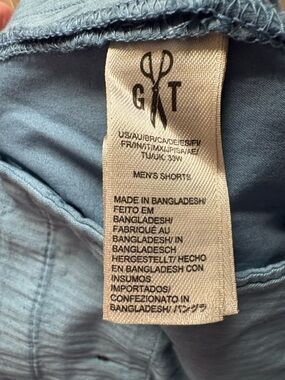 G T
US/AU/BR/CA/DE/ES/FI/
FR/IN/IT/MX/JP/SA/AE/
TU/UK: 33W
MEN'S SHORTS
MADE IN BANGLADESH/
FEITO EM
BANGLADESH/
FABRIQUÉ AU
BANGLADESH/ IN
BANGLADESCH
HERGESTELLT/ HECHO
EN BANGLADESH CON
INSUMOS
IMPORTADOS/
CONFEZIONATO IN
BANGLADESH/ バングラ